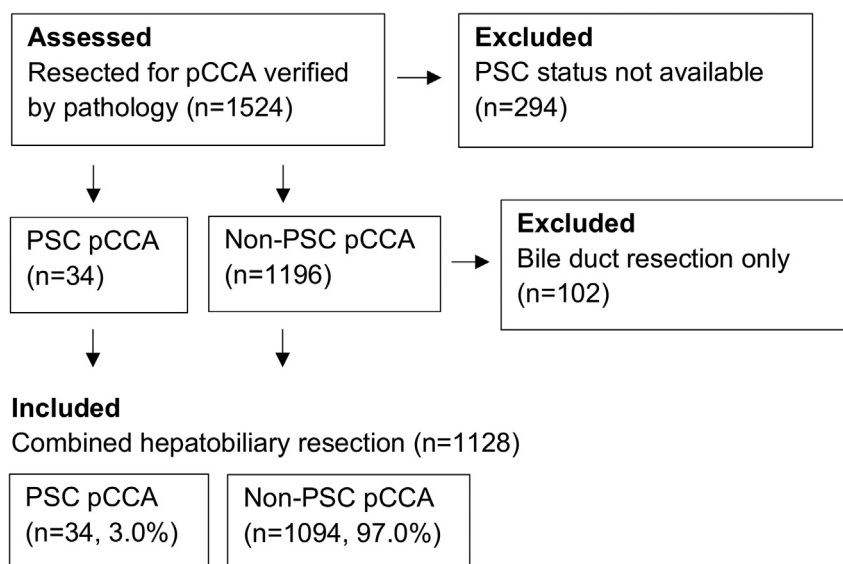 Assessed
Resected for pCCA verified
by pathology (n=1524)
Excluded
PSC status not available
(n=294)
PSC pCCA
(n=34)
Non-PSC pCCA
(n=1196)
Excluded
Bile duct resection only
(n=102)
Included
Combined hepatobiliary resection (n=1128)
PSC pCCA
(n=34, 3.0%)
Non-PSC pCCA
(n=1094, 97.0%)